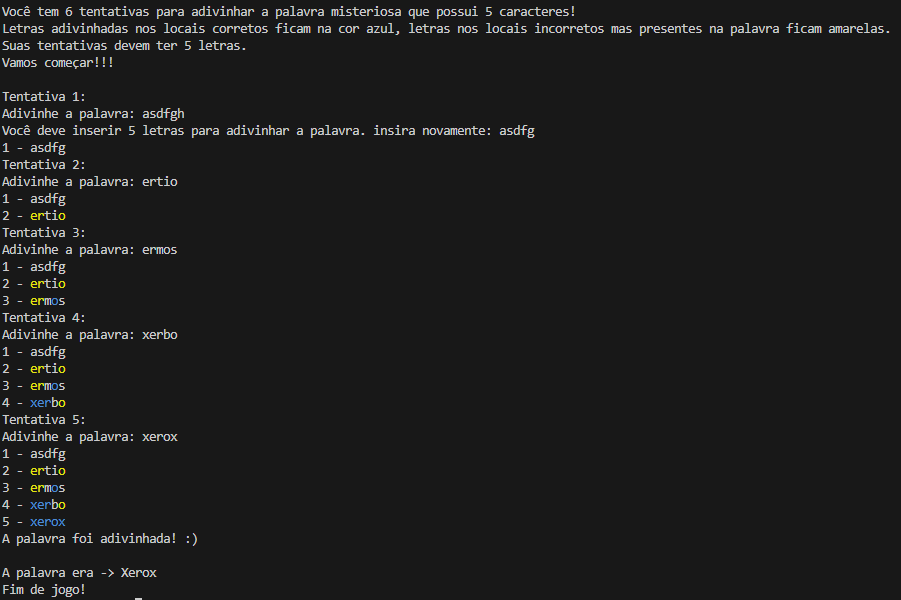 Você tem 6 tentativas para adivinhar a palavra misteriosa que possui 5 caracteres!
Letras adivinhadas nos locais corretos ficam na cor azul, letras nos locais incorretos mas presentes na palavra ficam amarelas.
Suas tentativas devem ter 5 letras.
Vamos começar!!!
Tentativa 1:
Adivinhe a palavra: asdfgh
Você deve inserir 5 letras para adivinhar a palavra. insira novamente: asdfg
1 - asdfg
Tentativa 2:
Adivinhe a palavra: ertio
1 - asdfg
2 - ertio
Tentativa 3:
Adivinhe a palavra: ermos
1 - asdfg
2 - ertio
3 - ermos
Tentativa 4:
Adivinhe a palavra: xerbo
1 - asdfg
2 - ertio
3 - ermos
4 - xerbo
Tentativa 5:
Adivinhe a palavra: xerox
1 - asdfg
2 - ertio
3 - ermos
4 - xerbo
5 - xerox
A palavra foi adivinhada! :)
A palavra era -> Xerox
Fim de jogo!